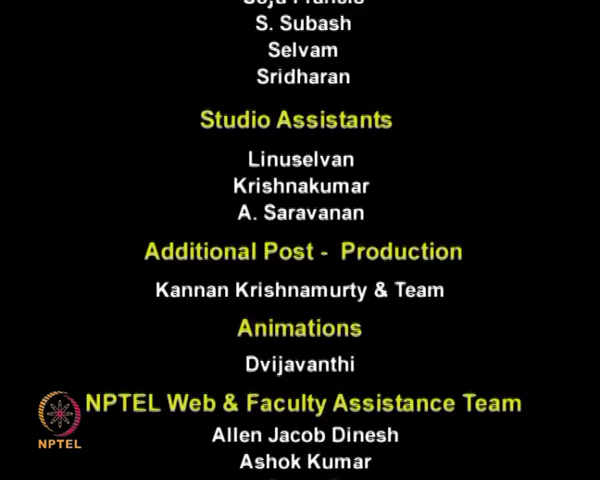 S. Subash
Selvam
Sridharan
Studio Assistants
Linuselvan
Krishnakumar
A. Saravanan
Additional Post - Production
Kannan Krishnamurty & Team
Animations
Dvijavanthi
NPTEL Web & Faculty Assistance Team
NPTEL
Allen Jacob Dinesh
Ashok Kumar